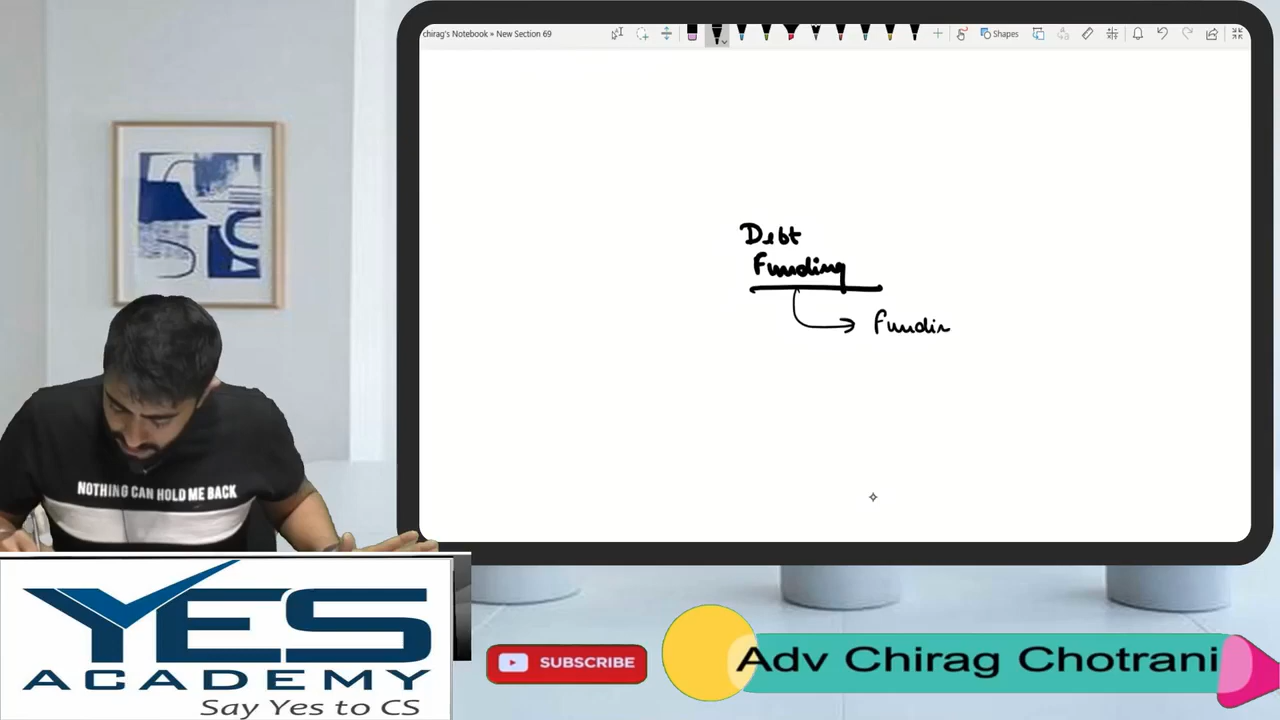 chirag's Notebook » New Section 69
Shapes
Debt
Funding
Fundin
NOTHING CAN HOLD ME BACK
YES
ACADEMY
Say Yes to CS
SUBSCRIBE
Adv Chirag Chotrani